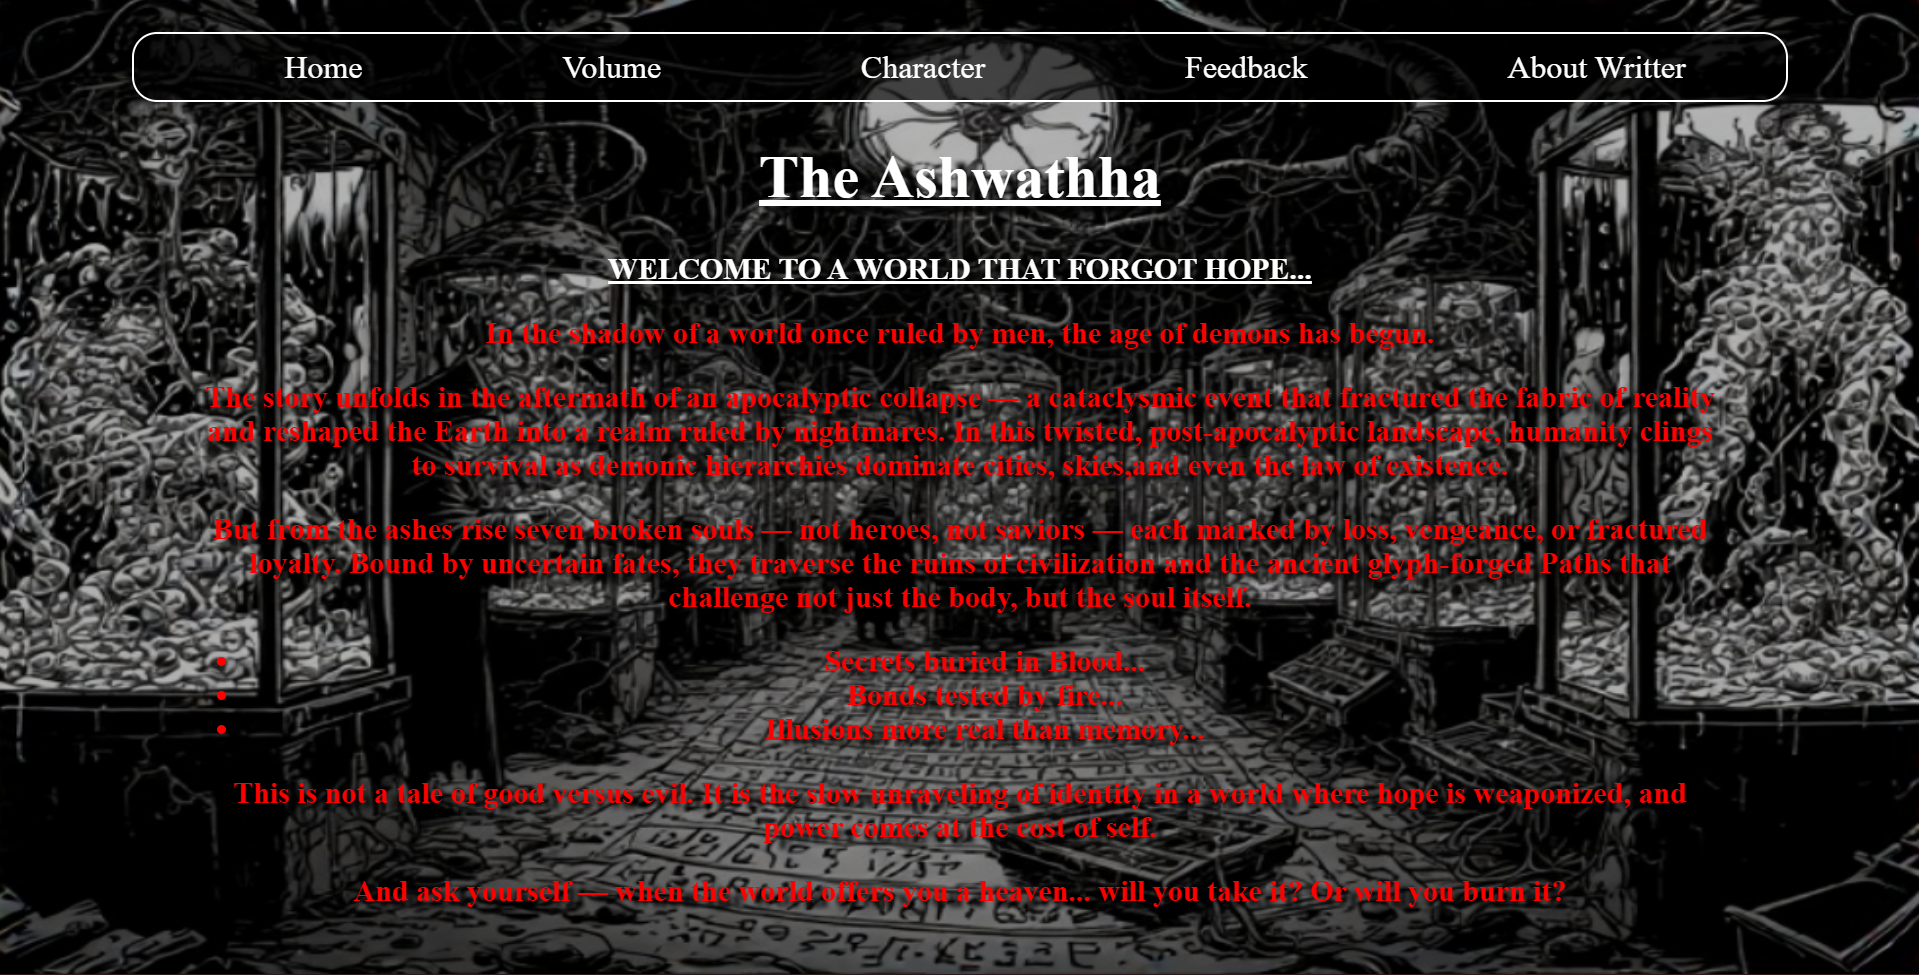 Home Volume Character Feedback About Writter
The Ashwathha
WELCOME TO A WORLD THAT FORGOT HOPE...
In the shadow of a world once ruled by men, the age of demons has begun.
The story unfolds in the aftermath of an apocalyptic collapse — a cataclysmic event that fractured the fabric of reality
and reshaped the Earth into a realm ruled by nightmares. In this twisted, post-apocalyptic landscape, humanity clings
to survival as demonic hierarchies dominate cities, skies,and even the law of existence.
But from the ashes rise seven broken souls — not heroes, not saviors — each marked by loss, vengeance, or fractured
loyalty. Bound by uncertain fates, they traverse the ruins of civilization and the ancient glyph-forged Paths that
challenge not just the body, but the soul itself.
• Secrets buried in Blood...
• Bonds tested by fire...
• Illusions more real than memory...
This is not a tale of good versus evil. It is the slow unraveling of identity in a world where hope is weaponized, and
power comes at the cost of self.
And ask yourself — when the world offers you a heaven... will you take it? Or will you burn it?